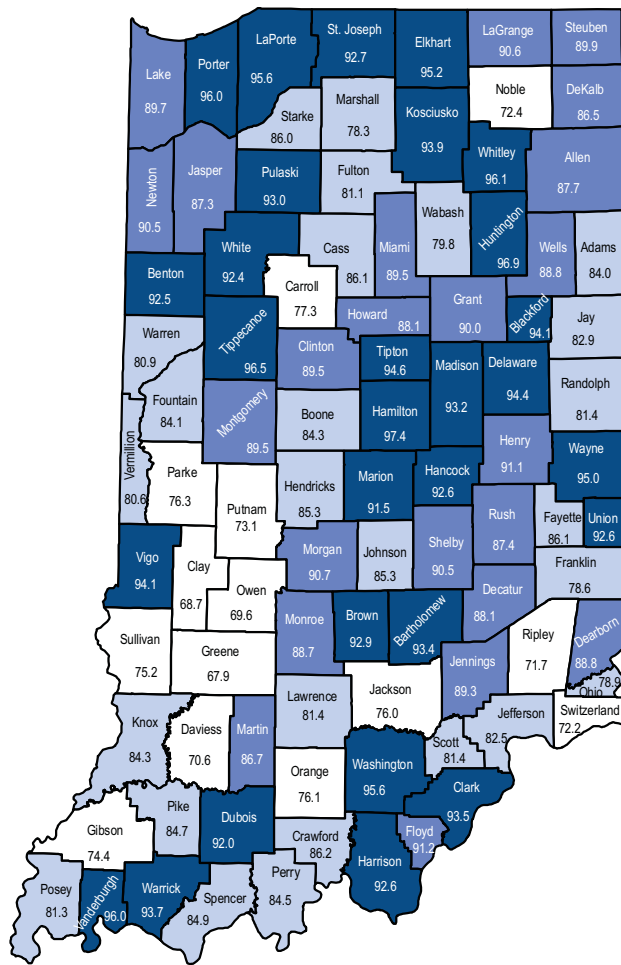 LaPorte
95.6
St. Joseph
92.7
Elkhart
95.2
LaGrange
90.6
Steuben
89.9
Lake
89.7
Porter
96.0
Noble
72.4
DeKalb
86.5
Starke
86.0
Marshall
78.3
Kosciusko
93.9
Whitley
96.1
Allen
87.7
Newton
90.5
Jasper
87.3
Pulaski
93.0
Fulton
81.1
Wabash
79.8
Huntington
96.9
White
92.4
Cass
86.1
Miami
89.5
Wells
88.8
Adams
84.0
Benton
92.5
Carroll
77.3
Howard
88.1
Grant
90.0
Blackford
94.1
Jay
82.9
Warren
80.9
Tippecanoe
96.5
Clinton
89.5
Tipton
94.6
Madison
93.2
Delaware
94.4
Randolph
81.4
Fountain
84.1
Montgomery
89.5
Boone
84.3
Hamilton
97.4
Henry
91.1
Wayne
95.0
Vermillion
80.6
Parke
76.3
Putnam
73.1
Hendricks
85.3
Marion
91.5
Hancock
92.6
Rush
87.4
Fayette
86.1
Union
92.6
Vigo
94.1
Clay
68.7
Owen
69.6
Morgan
90.7
Johnson
85.3
Shelby
90.5
Franklin
78.6
Decatur
88.1
Sullivan
75.2
Greene
67.9
Monroe
88.7
Brown
92.9
Bartholomew
93.4
Jennings
89.3
Ripley
71.7
Dearborn
88.8
78.9
Ohio
Knox
84.3
Daviess
70.6
Martin
86.7
Lawrence
81.4
Jackson
76.0
Scott
81.4
Jefferson
82.5
Switzerland
72.2
Orange
76.1
Washington
95.6
Clark
93.5
Gibson
74.4
Pike
84.7
Dubois
92.0
Crawford
86.2
Harrison
92.6
Floyd
91.2
Posey
81.3
Vanderburgh
96.0
Warrick
93.7
Spencer
84.9
Perry
84.5